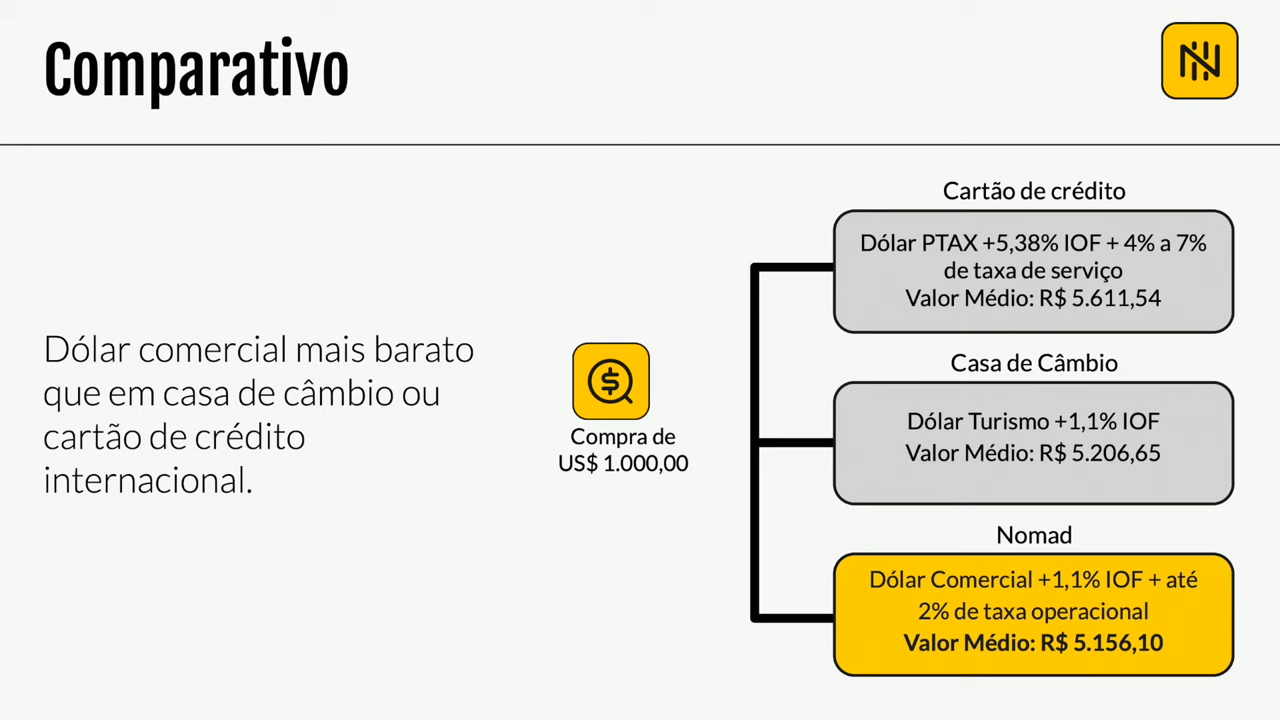 Comparativo
Dólar comercial mais barato
que em casa de câmbio ou
cartão de crédito
internacional.
Compra de
US$ 1.000,00
Cartão de crédito
Dólar PTAX +5,38% IOF + 4% a 7%
de taxa de serviço
Valor Médio: R$ 5.611,54
Casa de Câmbio
Dólar Turismo +1,1% IOF
Valor Médio: R$ 5.206,65
Nomad
Dólar Comercial +1,1% IOF + até
2% de taxa operacional
Valor Médio: R$ 5.156,10